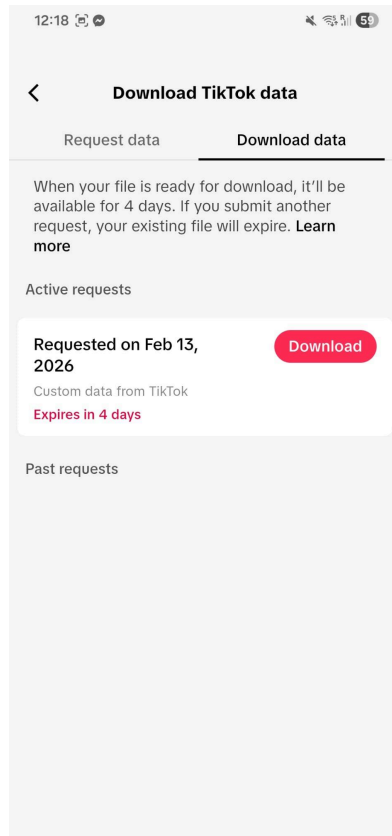 12:18
59
Download TikTok data
Request data
Download data
When your file is ready for download, it'll be
available for 4 days. If you submit another
request, your existing file will expire. Learn
more
Active requests
Requested on Feb 13,
2026
Download
Custom data from TikTok
Expires in 4 days
Past requests